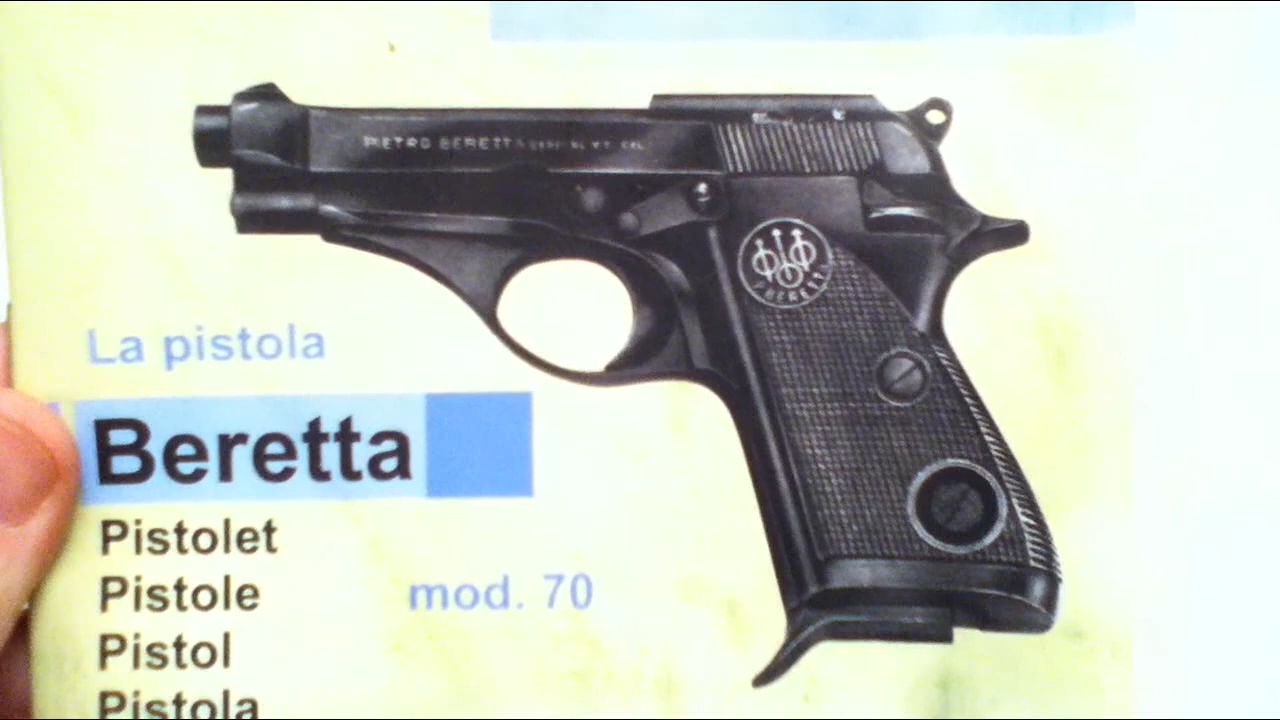 PIETRO BERETTA
P BERETTA
La pistola
Beretta
Pistolet
Pistole
mod. 70
Pistol
Pistola